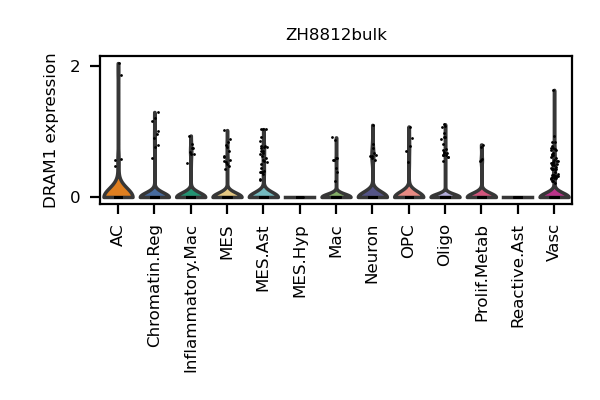 ZH8812bulk
DRAM1 expression
2
0
AC
Chromatin.Reg
Inflammatory.Mac
MES
MES.Ast
MES.Hyp
Mac
Neuron
OPC
Oligo
Prolif.Metab
Reactive.Ast
Vasc